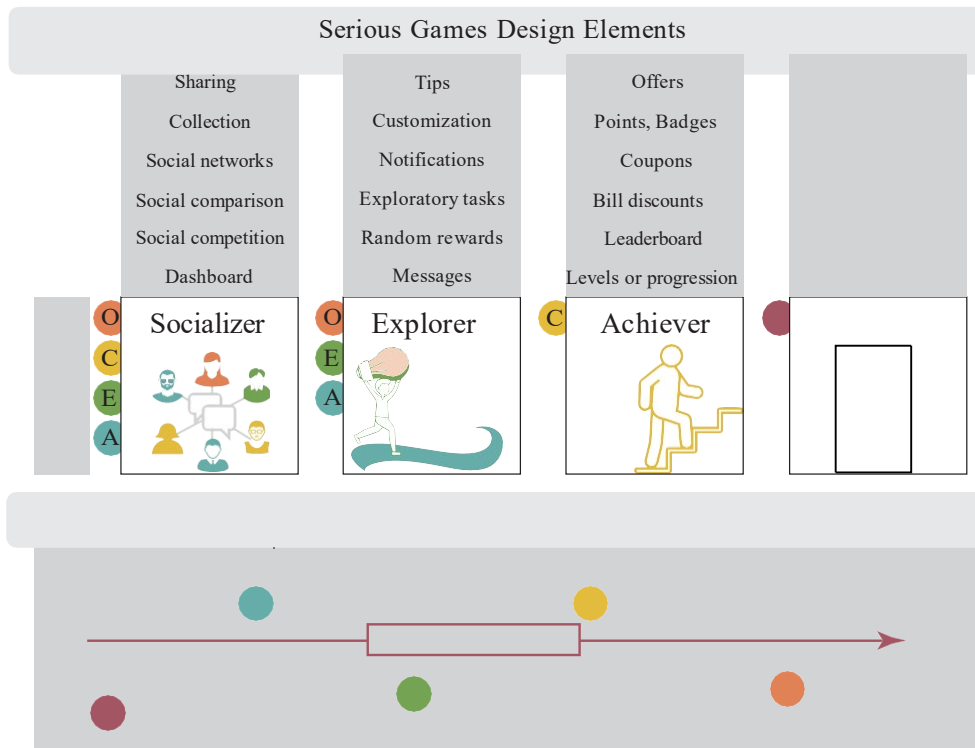 Serious Games Design Elements
Sharing
Collection
Social networks
Social comparison
Social competition
Dashboard
Tips
Customization
Notifications
Exploratory tasks
Random rewards
Messages
Offers
Points, Badges
Coupons
Bill discounts
Leaderboard
Levels or progression
O
C
E
A
Socializer
O
E
A
Explorer
C
Achiever